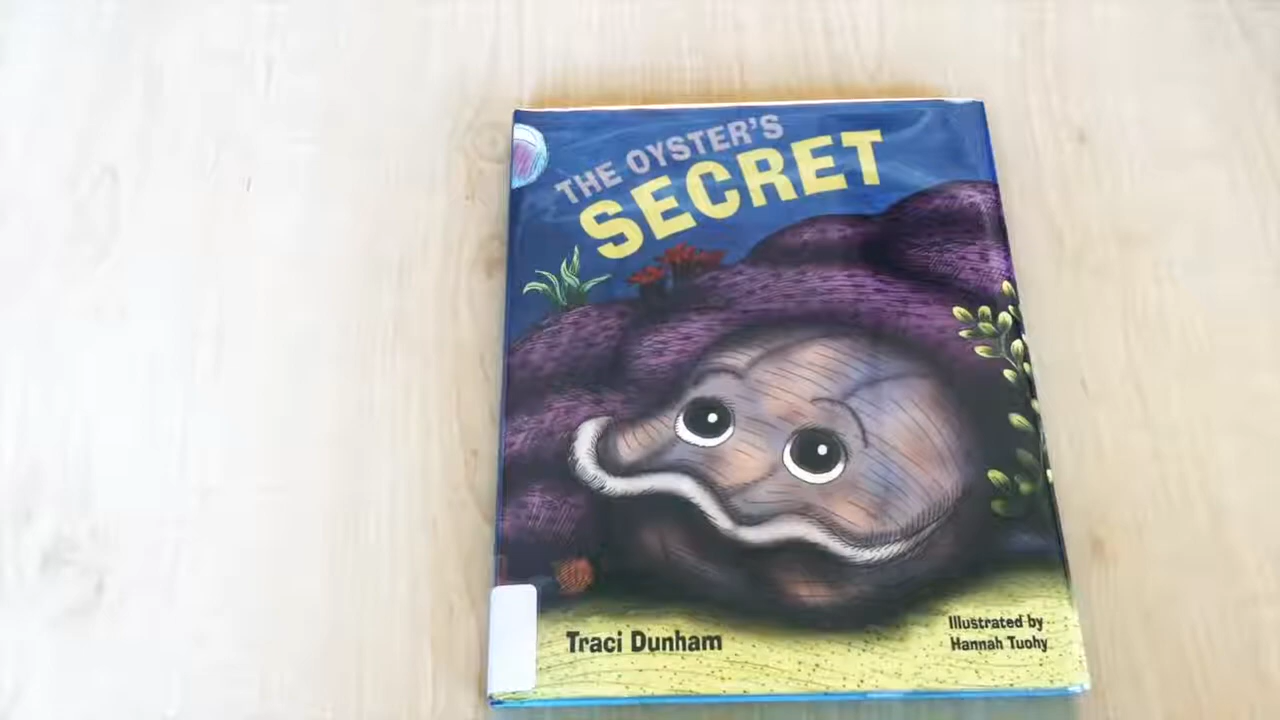 THE OYSTER'S
SECRET
Traci Dunham
Illustrated by
Hannah Tuohy